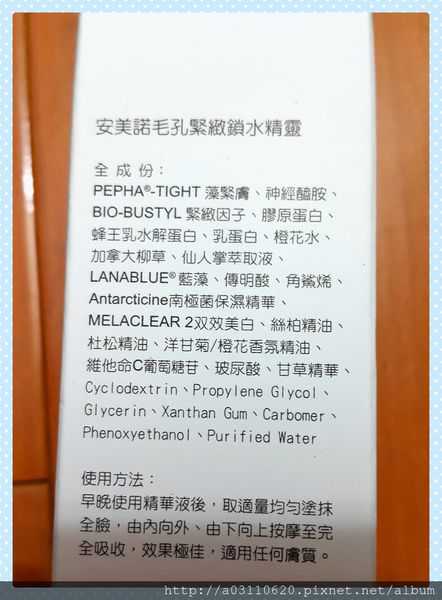 安美諾毛孔緊緻鎖水精靈
全 成 份：
PEPHA®-TIGHT 藻緊膚、神經醯胺、
BIO-BUSTYL 緊緻因子、膠原蛋白、
蜂王乳水解蛋白、乳蛋白、橙花水、
加拿大柳草、仙人掌萃取液、
LANABLUE® 藍藻、傳明酸、角鯊烯、
Antarcticine南極菌保濕精華、
MELACLEAR 2双效美白、絲柏精油、
杜松精油、洋甘菊/橙花香氛精油、
維他命C葡萄糖苷、玻尿酸、甘草精華、
Cyclodextrin、Propylene Glycol、
Glycerin、Xanthan Gum、Carbomer、
Phenoxyethanol、Purified Water
使用方法：
早晚使用精華液後，取適量均勻塗抹
全臉，由內向外、由下向上按摩至完
全吸收，效果極佳，適用任何膚質。
http://a03110620.pixnet.net/album